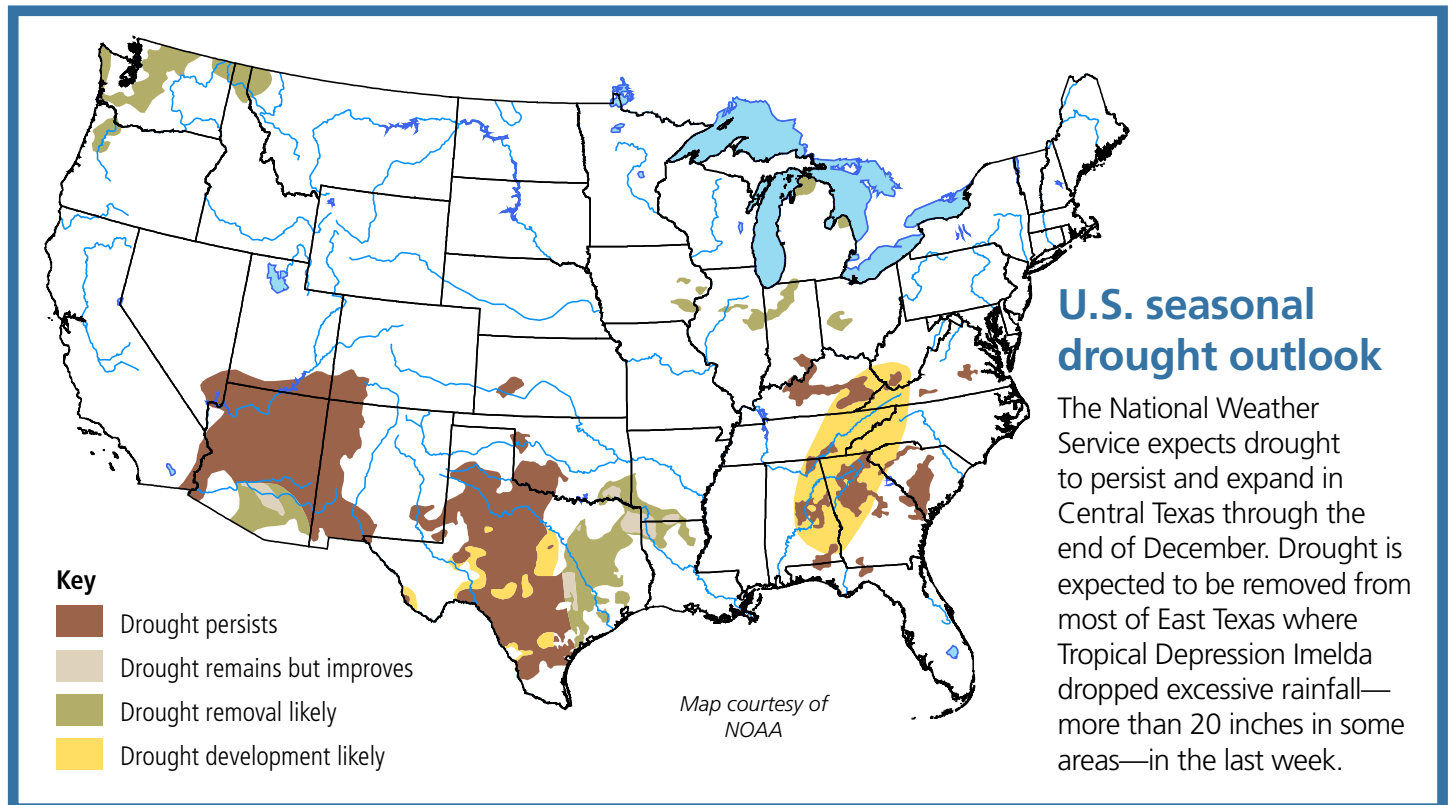 U.S. seasonal
drought outlook
The National Weather
Service expects drought
to persist and expand in
Central Texas through the
end of December. Drought is
expected to be removed from
most of East Texas where
Tropical Depression Imelda
dropped excessive rainfall—
more than 20 inches in some
areas—in the last week.
Key
Drought persists
Drought remains but improves
Drought removal likely
Drought development likely
Map courtesy of
NOAA